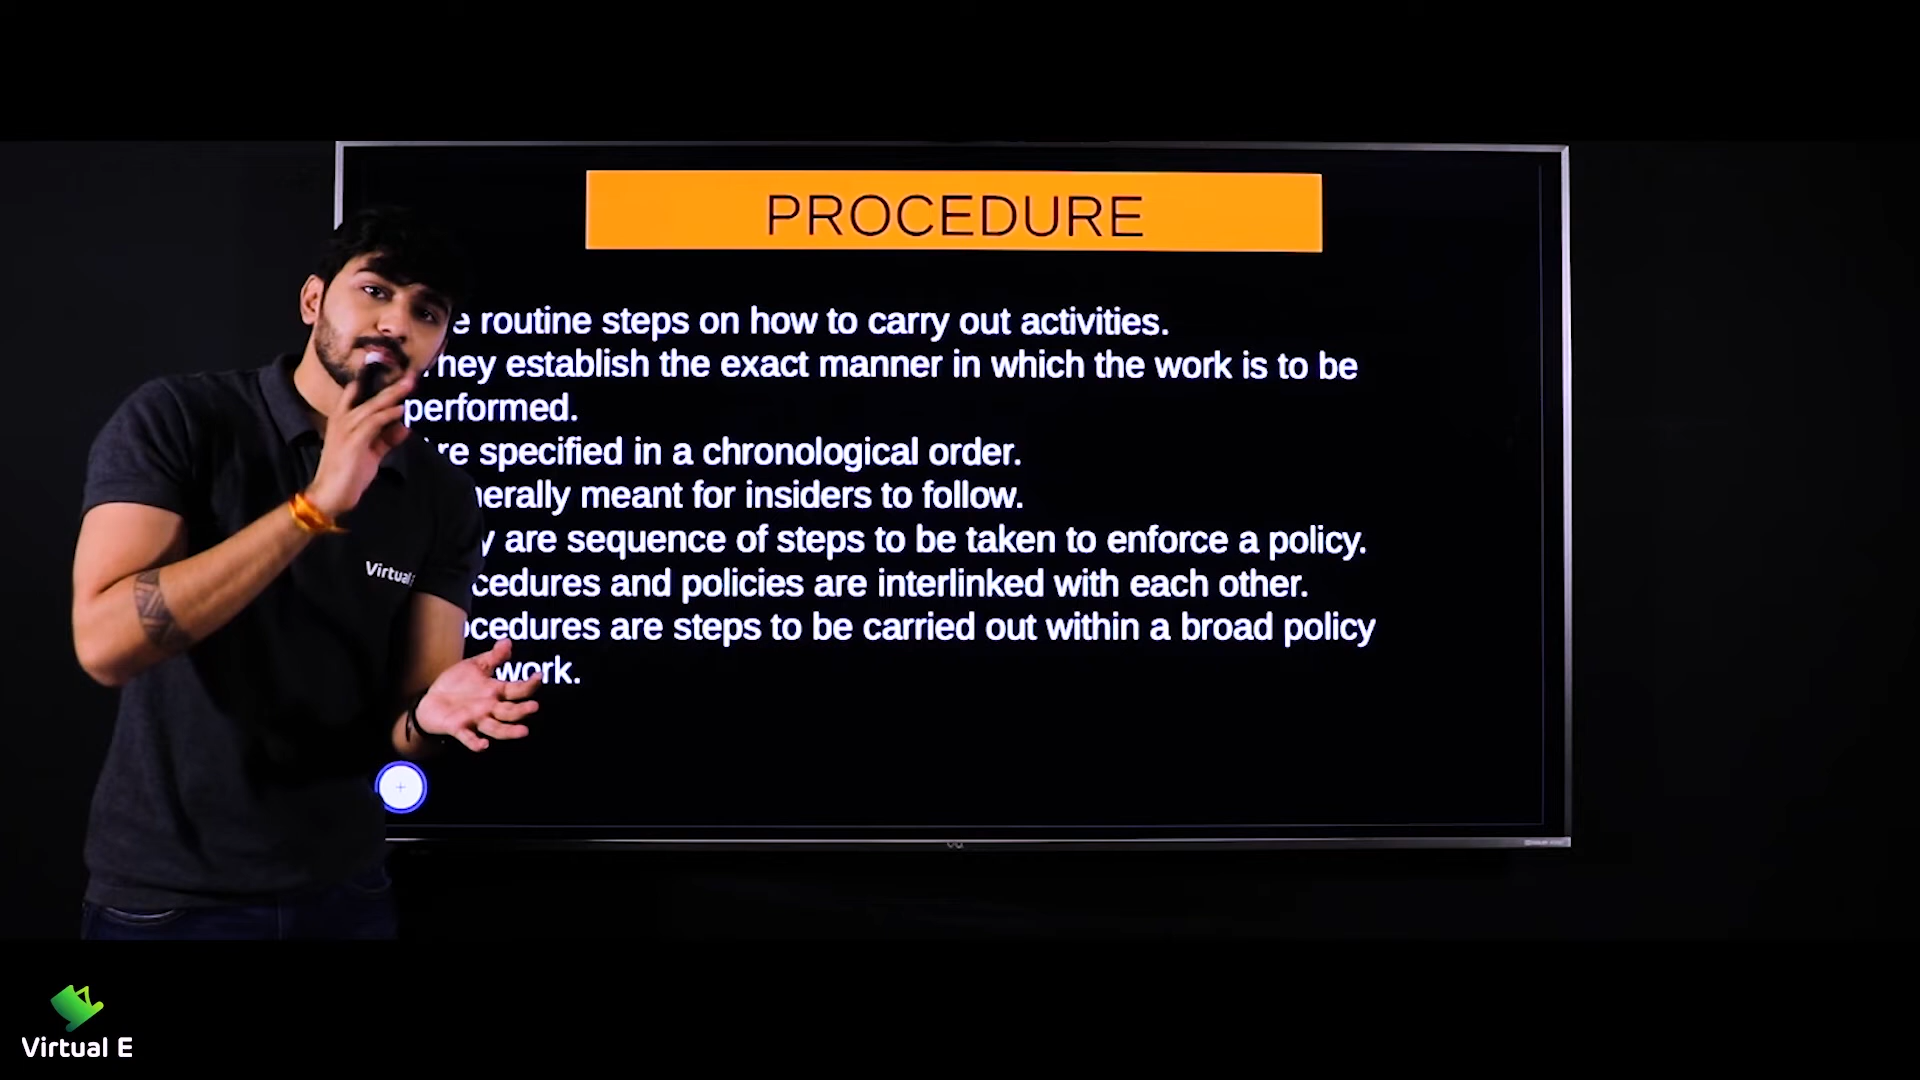 PROCEDURE
routine steps on how to carry out activities.
They establish the exact manner in which the work is to be
performed.
specified in a chronological order.
meant for insiders to follow.
are sequence of steps to be taken to enforce a policy.
and policies are interlinked with each other.
are steps to be carried out within a broad policy
work.
Virtual
vu
Virtual E